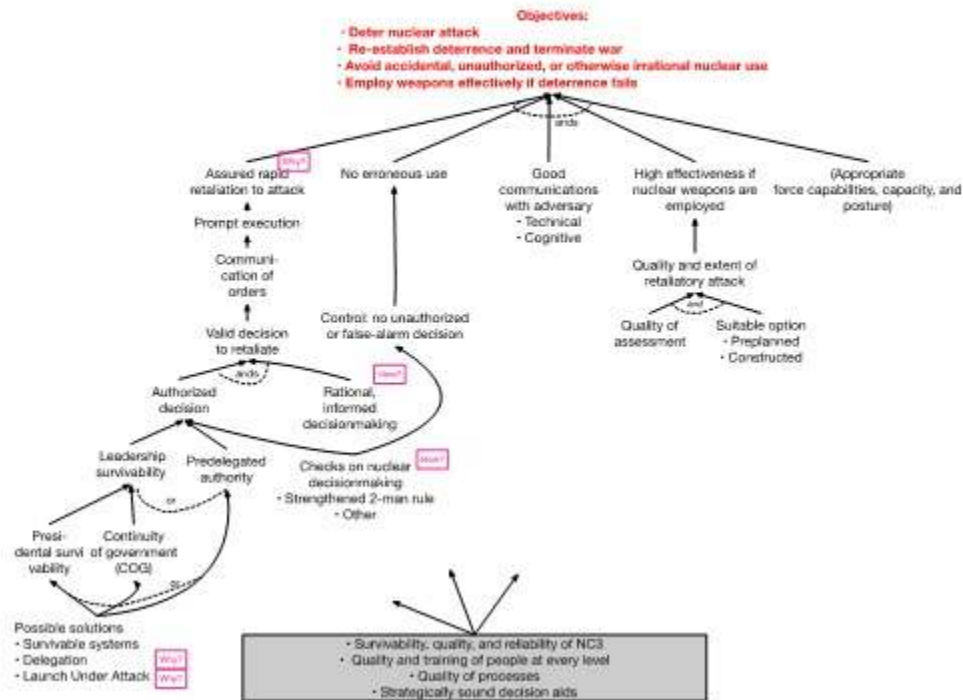 Objectives:
• Deter nuclear attack
• Re-establish deterrence and terminate war
• Avoid accidental, unauthorized, or otherwise irrational nuclear use
• Employ weapons effectively if deterrence fails
ands
Why?
Assured rapid
retaliation to attack
No erroneous use
Good
communications
with adversary
• Technical
• Cognitive
High effectiveness if
nuclear weapons are
employed
(Appropriate
force capabilities, capacity, and
posture)
Prompt execution
Communi-
cation of
orders
Quality and extent of
retaliatory attack
and
Valid decision
to retaliate
Control: no unauthorized
or false-alarm decision
Quality of
assessment
Suitable option
• Preplanned
• Constructed
ands
Authorized
decision
Rational,
informed
decisionmaking
Leadership
survivability
Predelegated
authority
Checks on nuclear
decisionmaking
• Strengthened 2-man rule
• Other
or
Presi-
dental survi
vability
Continuity
of government
(COG)
or
Possible solutions
• Survivable systems
• Delegation
Why?
• Launch Under Attack
Why?
• Survivability, quality, and reliability of NC3
• Quality and training of people at every level
• Quality of processes
• Strategically sound decision aids